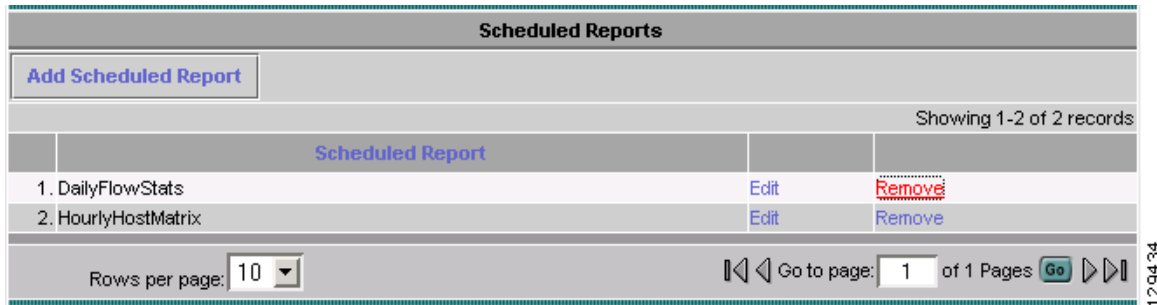 Scheduled Reports
Add Scheduled Report
Showing 1-2 of 2 records
Scheduled Report
1. DailyFlowStats Edit Remove
2. HourlyHostMatrix Edit Remove
Rows per page: 10 Go to page: 1 of 1 Pages Go
129434